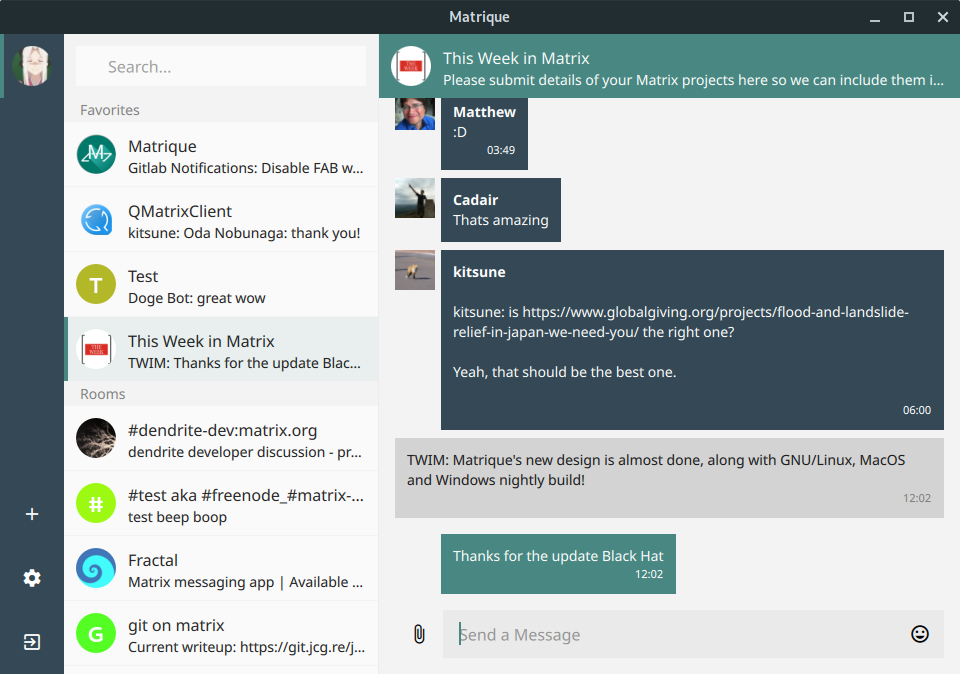 Matrique
Search...
Favorites
Matrique
Gitlab Notifications: Disable FAB w...
QMatrixClient
kitsune: Oda Nobunaga: thank you!
T
Test
Doge Bot: great wow
THE WEEK
This Week in Matrix
TWIM: Thanks for the update Blac...
Rooms
#dendrite-dev:matrix.org
dendrite developer discussion - pr...
#
#test aka #freenode_#matrix-...
test beep boop
Fractal
Matrix messaging app | Available ...
G
git on matrix
Current writeup: https://git.jcg.re/j...
This Week in Matrix
Please submit details of your Matrix projects here so we can include them i...
Matthew
:D
03:49
Cadair
Thats amazing
kitsune
kitsune: is https://www.globalgiving.org/projects/flood-and-landslide-
relief-in-japan-we-need-you/ the right one?
Yeah, that should be the best one.
06:00
TWIM: Matrique's new design is almost done, along with GNU/Linux, MacOS
and Windows nightly build!
12:02
Thanks for the update Black Hat
12:02
Send a Message